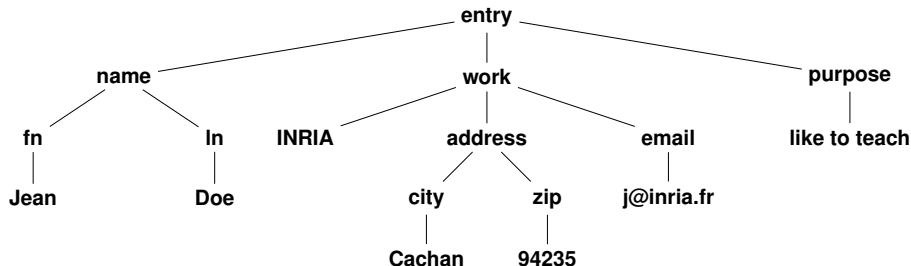 entry
name work purpose
fn ln INRIA address email like to teach
Jean Doe city zip j@inria.fr
Cachan 94235